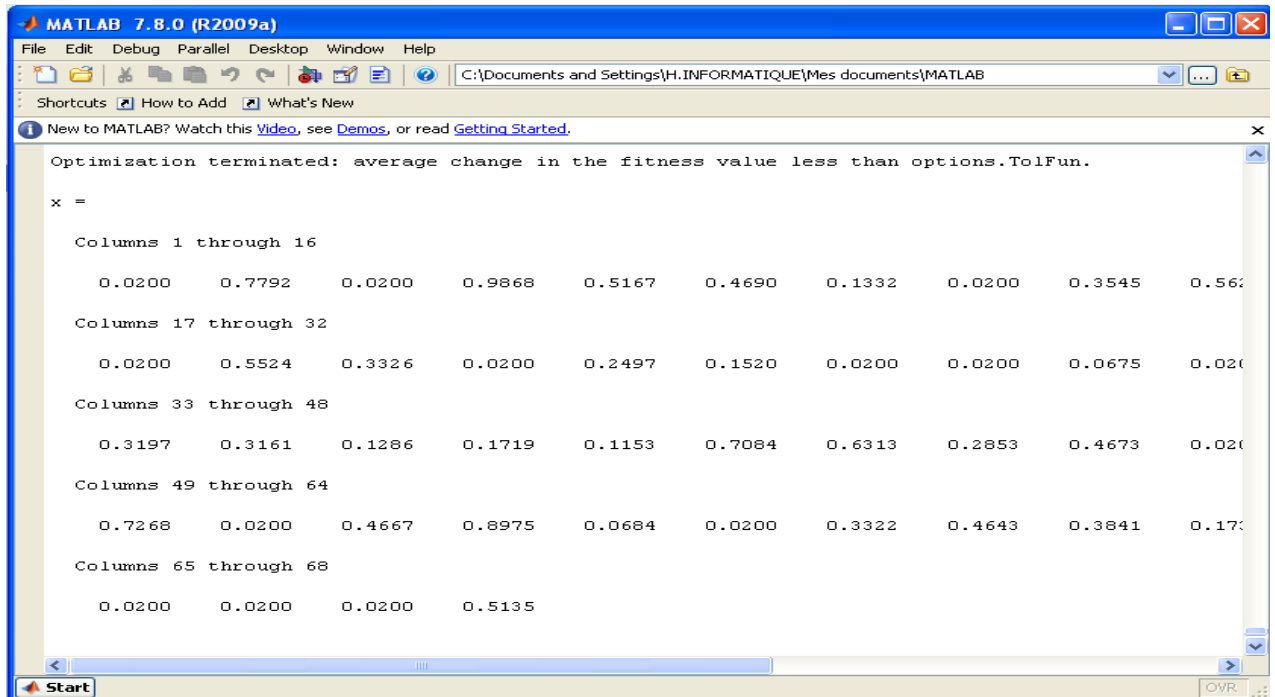 MATLAB 7.8.0 (R2009a)
File Edit Debug Parallel Desktop Window Help
C:\Documents and Settings\H.INFORMATIQUE\Mes documents\MATLAB
Shortcuts How to Add What's New
New to MATLAB? Watch this Video, see Demos, or read Getting Started.
Optimization terminated: average change in the fitness value less than options.TolFun.
x =
Columns 1 through 16
0.0200 0.7792 0.0200 0.9868 0.5167 0.4690 0.1332 0.0200 0.3545
Columns 17 through 32
0.0200 0.5524 0.3326 0.0200 0.2497 0.1520 0.0200 0.0200 0.0675
Columns 33 through 48
0.3197 0.3161 0.1286 0.1719 0.1153 0.7084 0.6313 0.2853 0.4673
Columns 49 through 64
0.7268 0.0200 0.4667 0.8975 0.0684 0.0200 0.3322 0.4643 0.3841
Columns 65 through 68
0.0200 0.0200 0.0200 0.5135
Start OVR